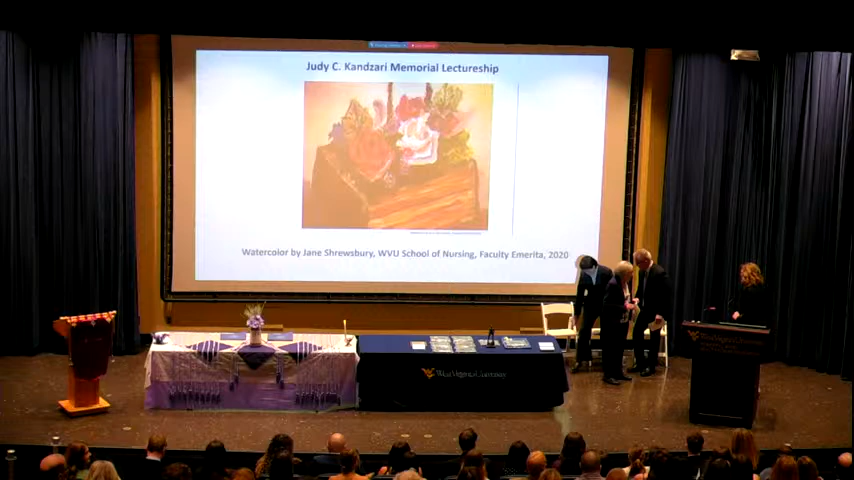 Judy C. Kandzari Memorial Lectureship
Watercolor by Jane Shrewsbury, WVU School of Nursing, Faculty Emerita, 2020
West Virginia University